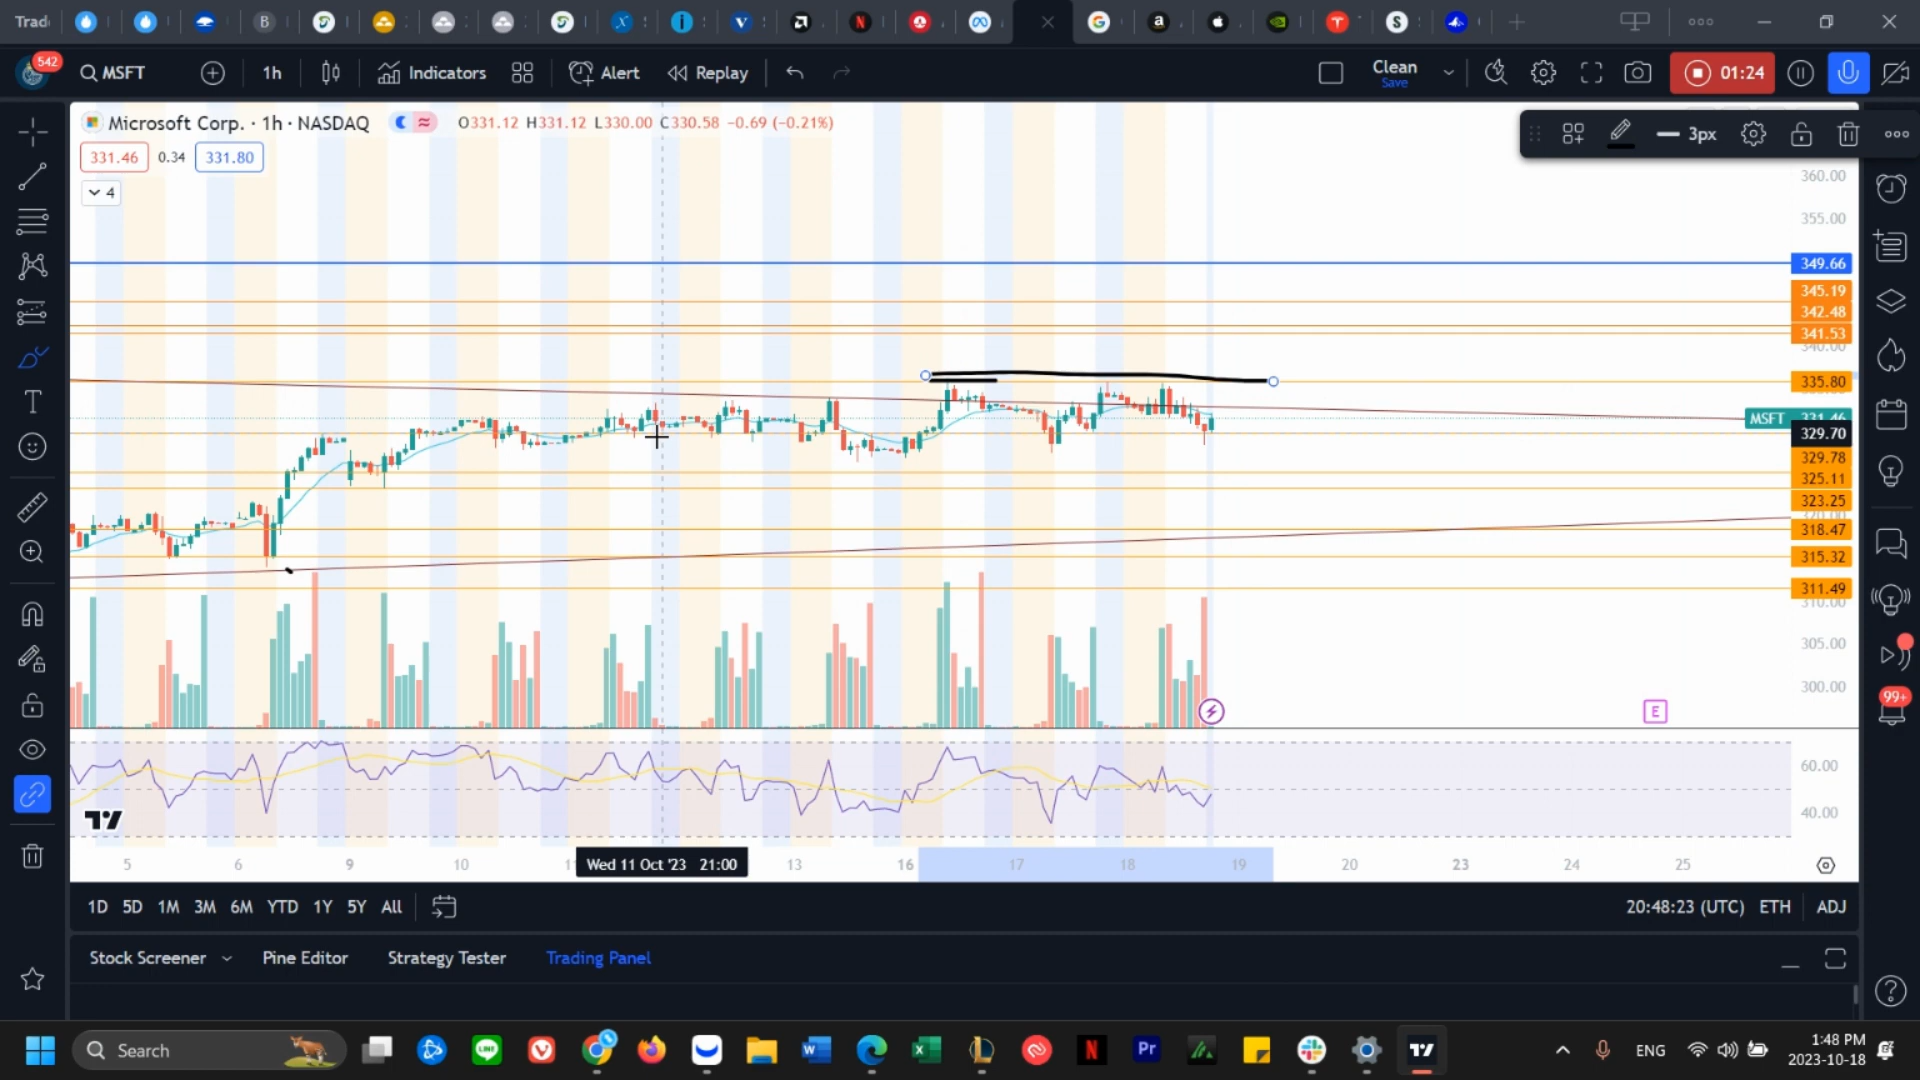 Trad
542
MSFT
1h
Indicators
Alert
Replay
Clean
Save
01:24
Microsoft Corp. · 1h · NASDAQ
O331.12 H331.12 L330.00 C330.58 −0.69 (−0.21%)
3px
331.46
0.34
331.80
4
360.00
355.00
349.66
345.19
342.48
341.53
340.00
335.80
MSFT
331.46
329.70
329.78
325.11
323.25
318.47
315.32
311.49
310.00
305.00
300.00
E
60.00
40.00
99+
5
6
9
10
Wed 11 Oct '23 21:00
13
16
17
18
19
20
23
24
25
1D
5D
1M
3M
6M
YTD
1Y
5Y
All
20:48:23 (UTC)
ETH
ADJ
Stock Screener
Pine Editor
Strategy Tester
Trading Panel
Search
LINE
Pr
ENG
1:48 PM
2023-10-18